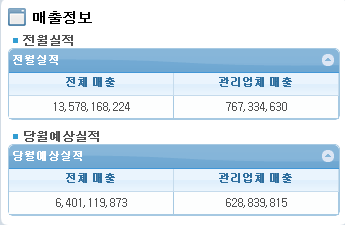 매출정보
전월실적
전월실적
전체 매출 관리업체 매출
13,578,168,224 767,334,630
당월예상실적
당월예상실적
전체 매출 관리업체 매출
6,401,119,873 628,839,815